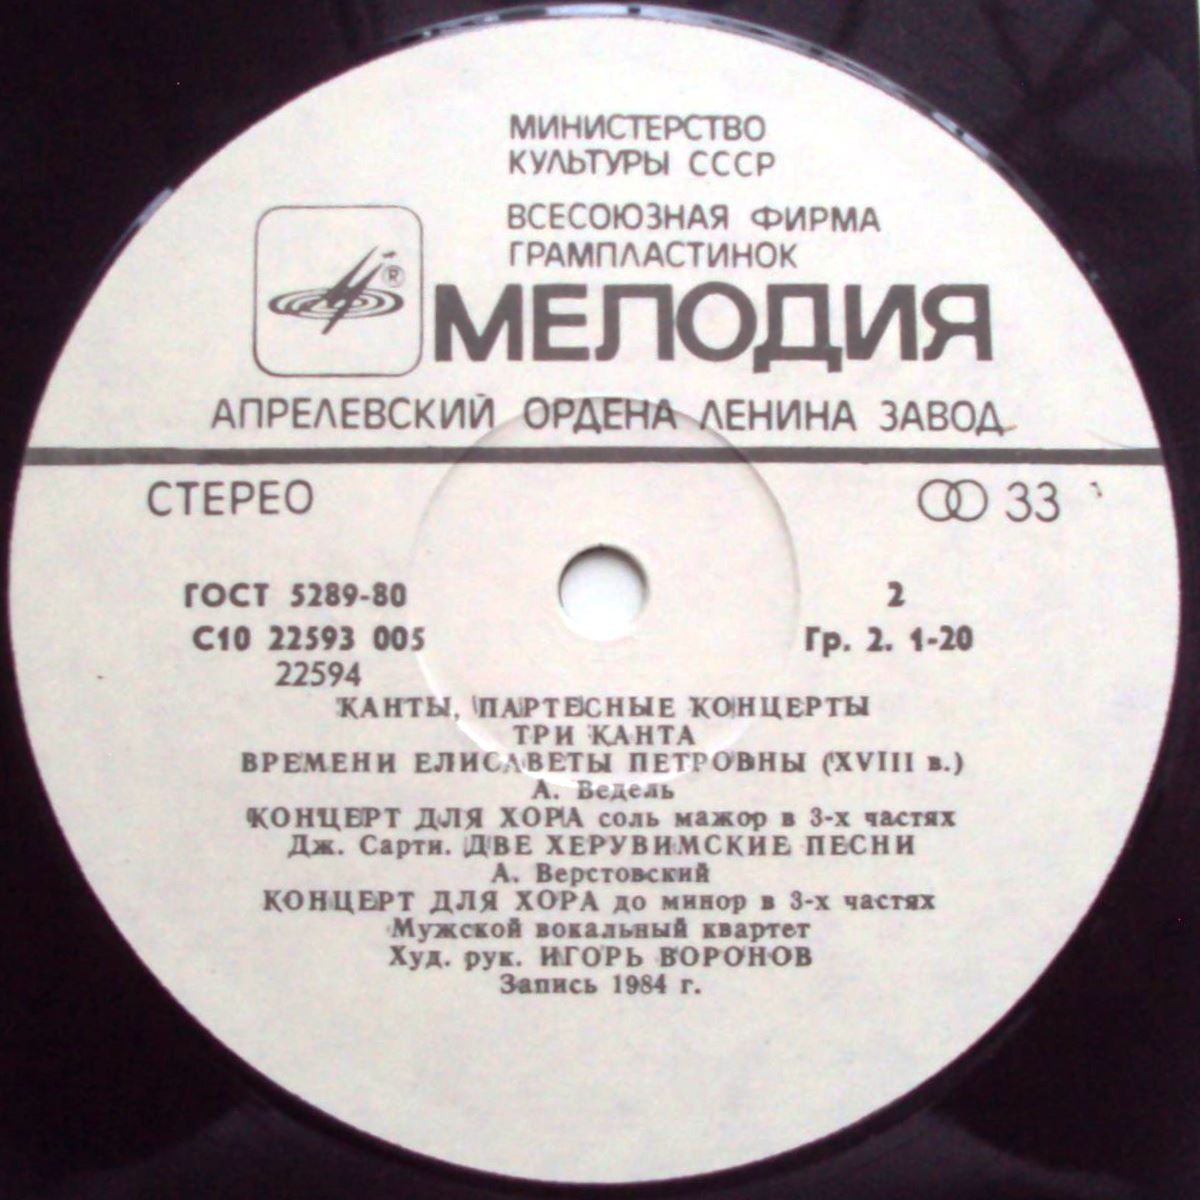 МИНИСТЕРСТВО
КУЛЬТУРЫ СССР
ВСЕСОЮЗНАЯ ФИРМА
ГРАМПЛАСТИНОК
®
МЕЛОДИЯ
АПРЕЛЕВСКИЙ ОРДЕНА ЛЕНИНА ЗАВОД
СТЕРЕО 33
ГОСТ 5289-80 2
С10 22593 005 Гр. 2. 1-20
22594
КАНТЫ, ПАРТЕСНЫЕ КОНЦЕРТЫ
ТРИ КАНТА
ВРЕМЕНИ ЕЛИСАВЕТЫ ПЕТРОВНЫ (XVIII в.)
А. Ведель
КОНЦЕРТ ДЛЯ ХОРА соль мажор в 3-х частях
Дж. Сарти. ДВЕ ХЕРУВИМСКИЕ ПЕСНИ
А. Верстовский
КОНЦЕРТ ДЛЯ ХОРА до минор в 3-х частях
Мужской вокальный квартет
Худ. рук. ИГОРЬ ВОРОНОВ
Запись 1984 г.